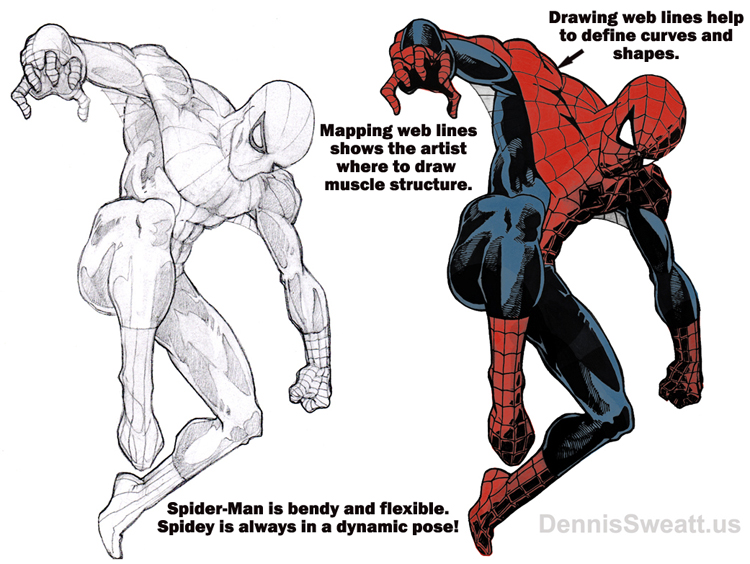 Drawing web lines help
to define curves and
shapes.
Mapping web lines
shows the artist
where to draw
muscle structure.
Spider-Man is bendy and flexible.
Spidey is always in a dynamic pose!
DennisSweatt.us